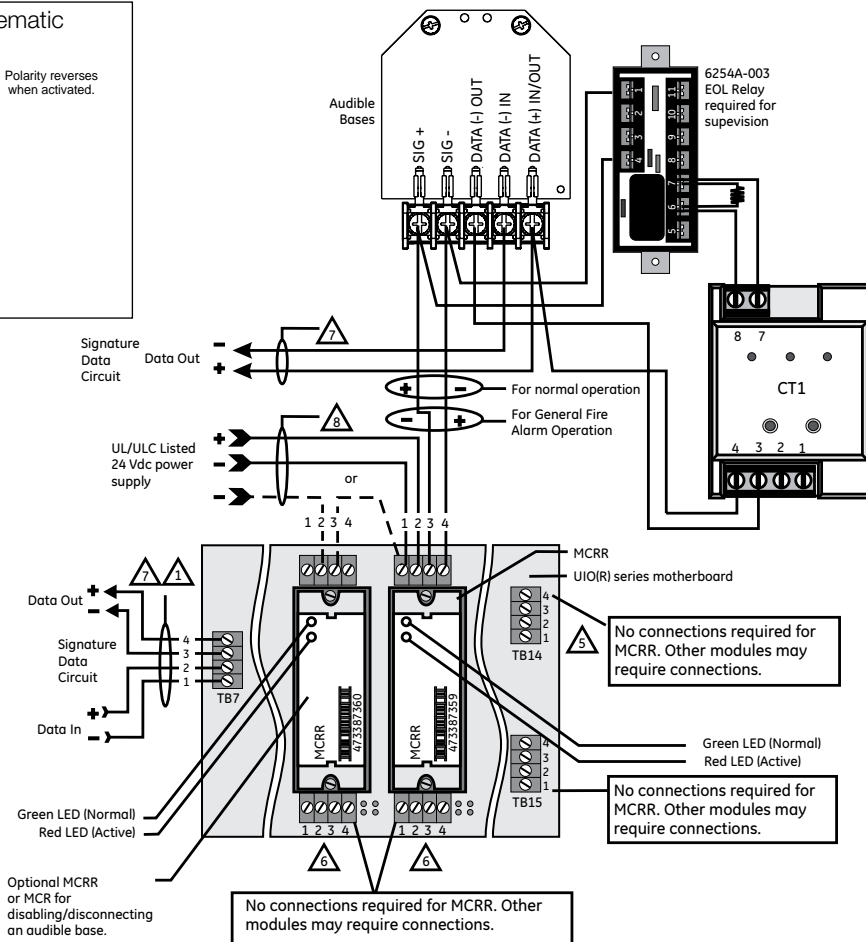 ematic
Polarity reverses
when activated.
Audible
Bases
SIG +
SIG -
DATA (-) OUT
DATA (-) IN
DATA (+) IN/OUT
1
2
3
4
11
10
9
8
7
6
5
6254A-003
EOL Relay
required for
supevision
8 7
CT1
4 3 2 1
Signature
Data
Circuit
Data Out
-
+
7
+ -
For normal operation
- +
For General Fire
Alarm Operation
8
UL/ULC Listed
24 Vdc power
supply
+
-
-
or
1 2 3 4
1 2 3 4
MCRR
UIO(R) series motherboard
7
1
Data Out
+
-
Signature
Data
Circuit
4
3
2
1
TB7
Data In
+
-
MCRR
473387360
MCRR
473387359
4
3
2
1
TB14
5
No connections required for
MCRR. Other modules may
require connections.
4
3
2
1
TB15
Green LED (Normal)
Red LED (Active)
No connections required for
MCRR. Other modules may
require connections.
Green LED (Normal)
Red LED (Active)
1 2 3 4
1 2 3 4
6
6
Optional MCRR
or MCR for
disabling/disconnecting
an audible base.
No connections required for MCRR. Other
modules may require connections.